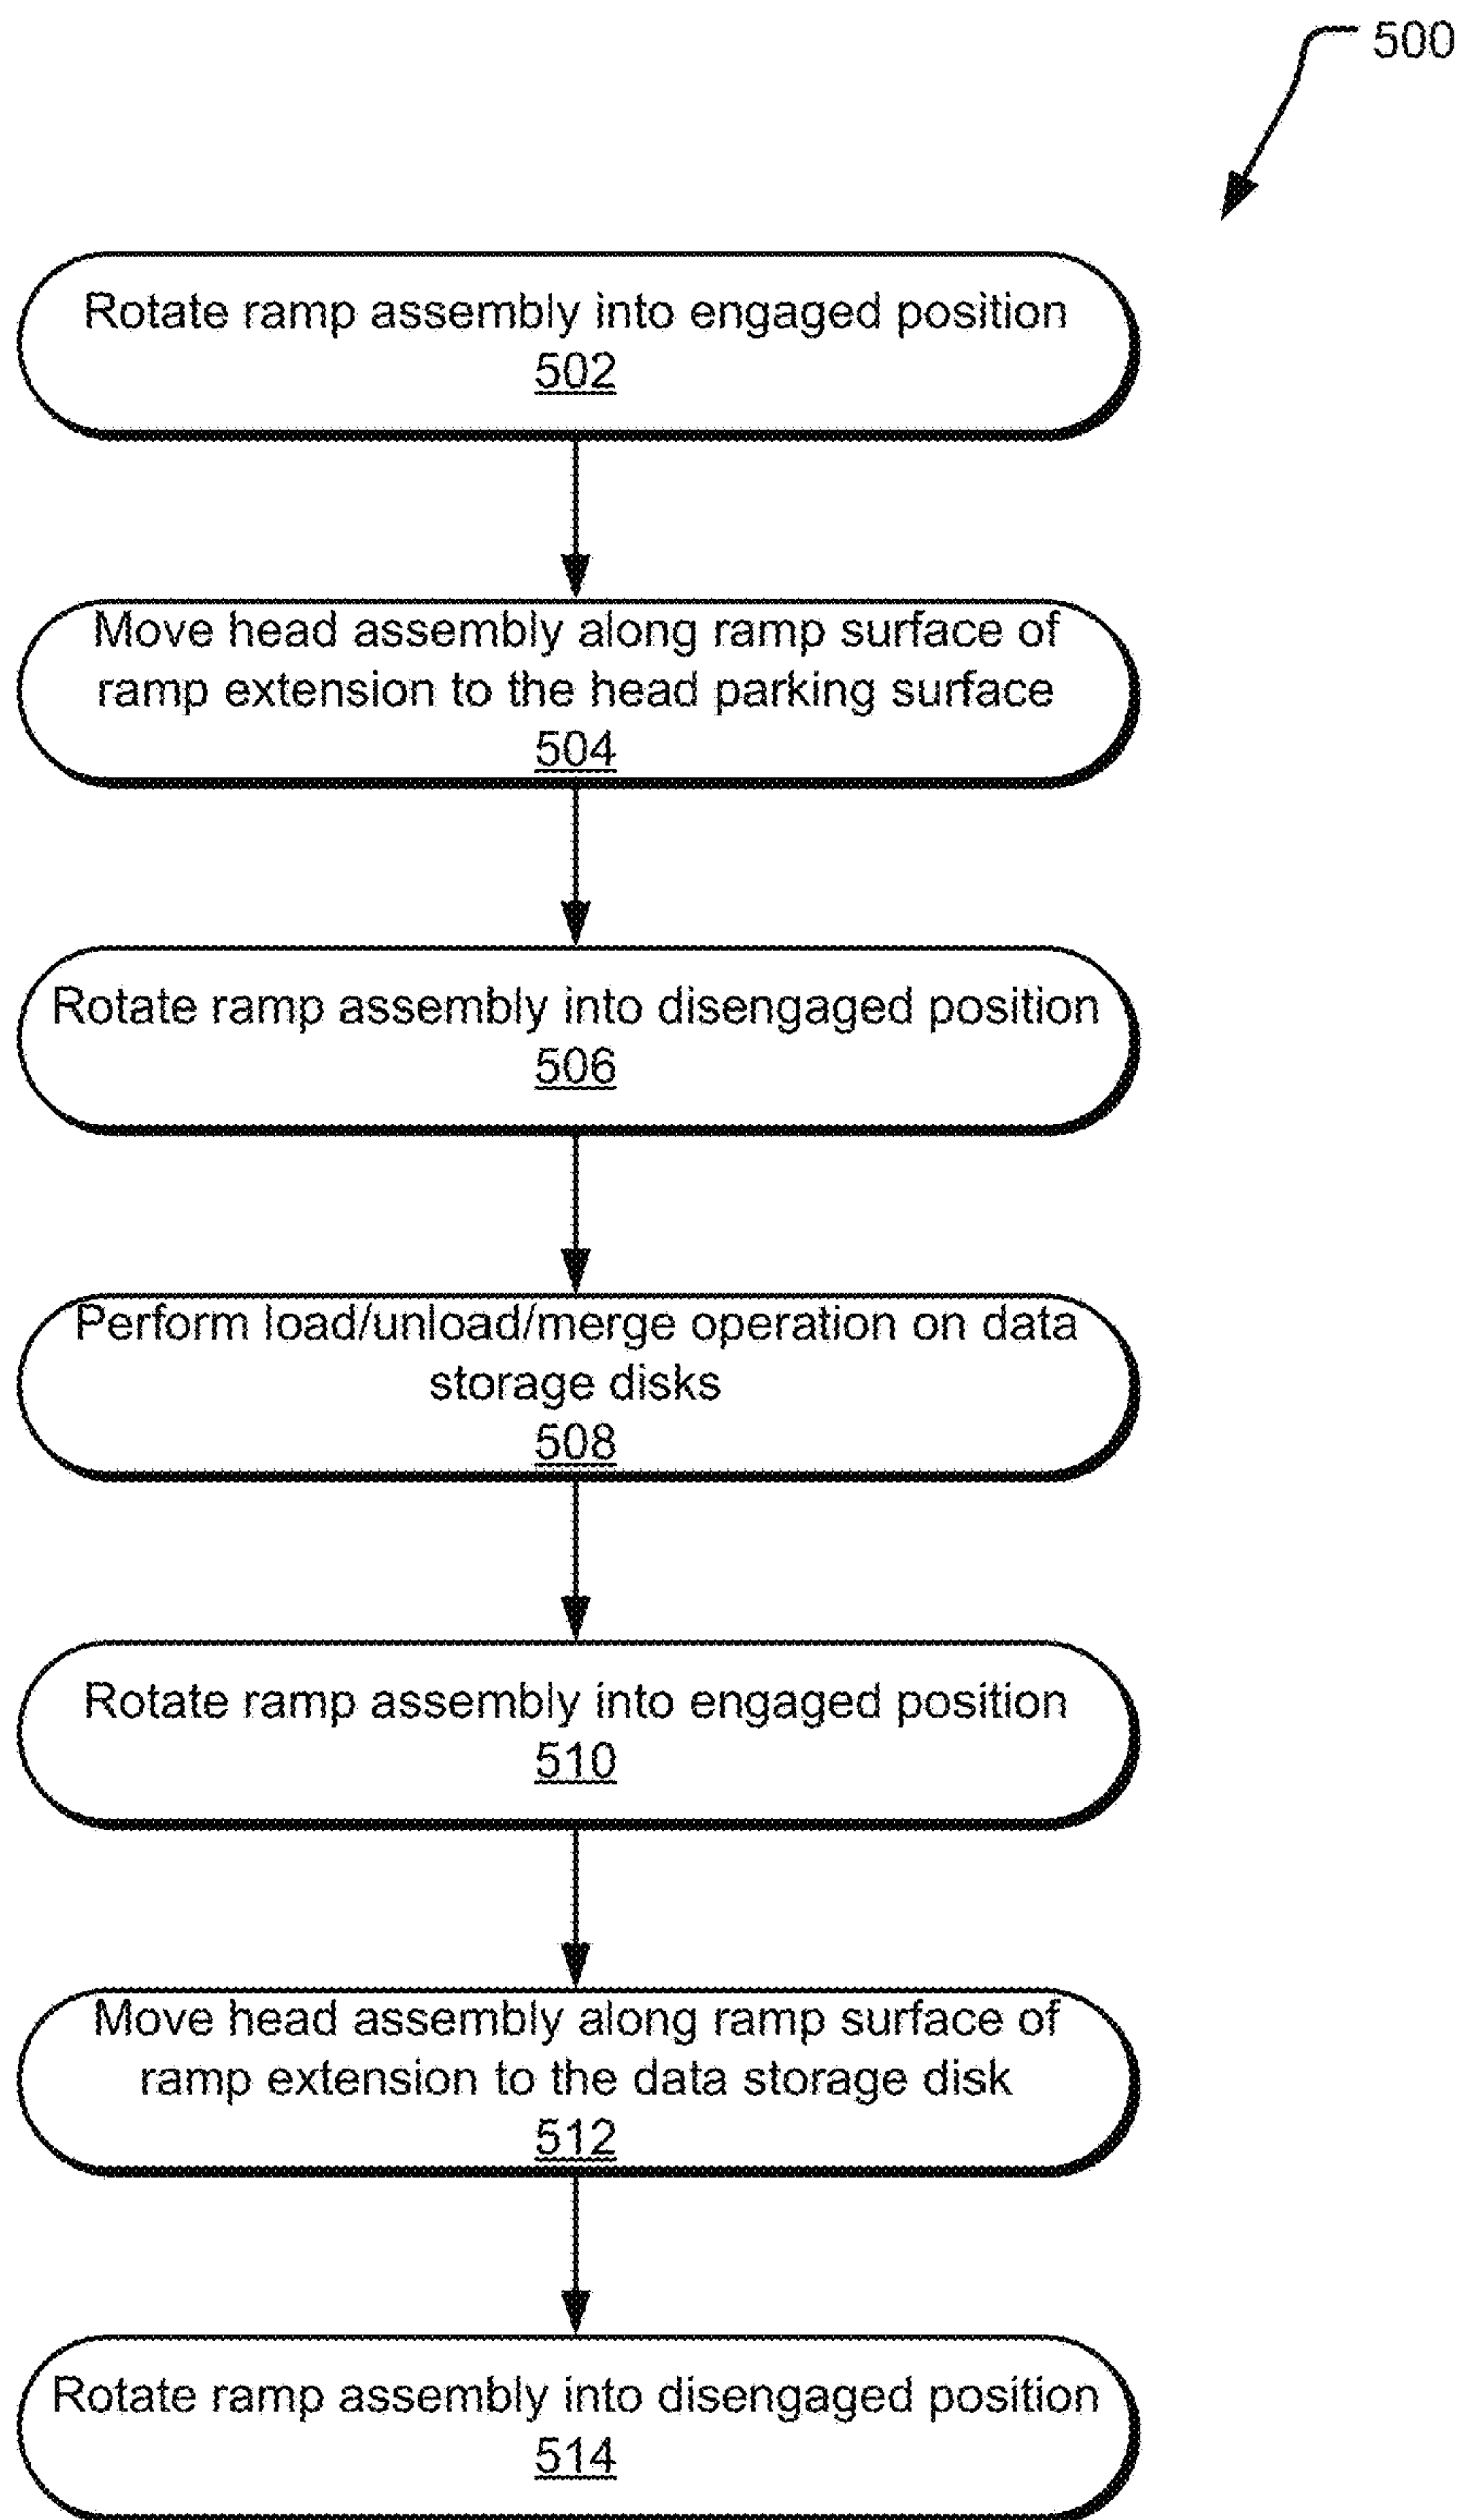 500
Rotate ramp assembly into engaged position
502
Move head assembly along ramp surface of
ramp extension to the head parking surface
504
Rotate ramp assembly into disengaged position
506
Perform load/unload/merge operation on data
storage disks
508
Rotate ramp assembly into engaged position
510
Move head assembly along ramp surface of
ramp extension to the data storage disk
512
Rotate ramp assembly into disengaged position
514